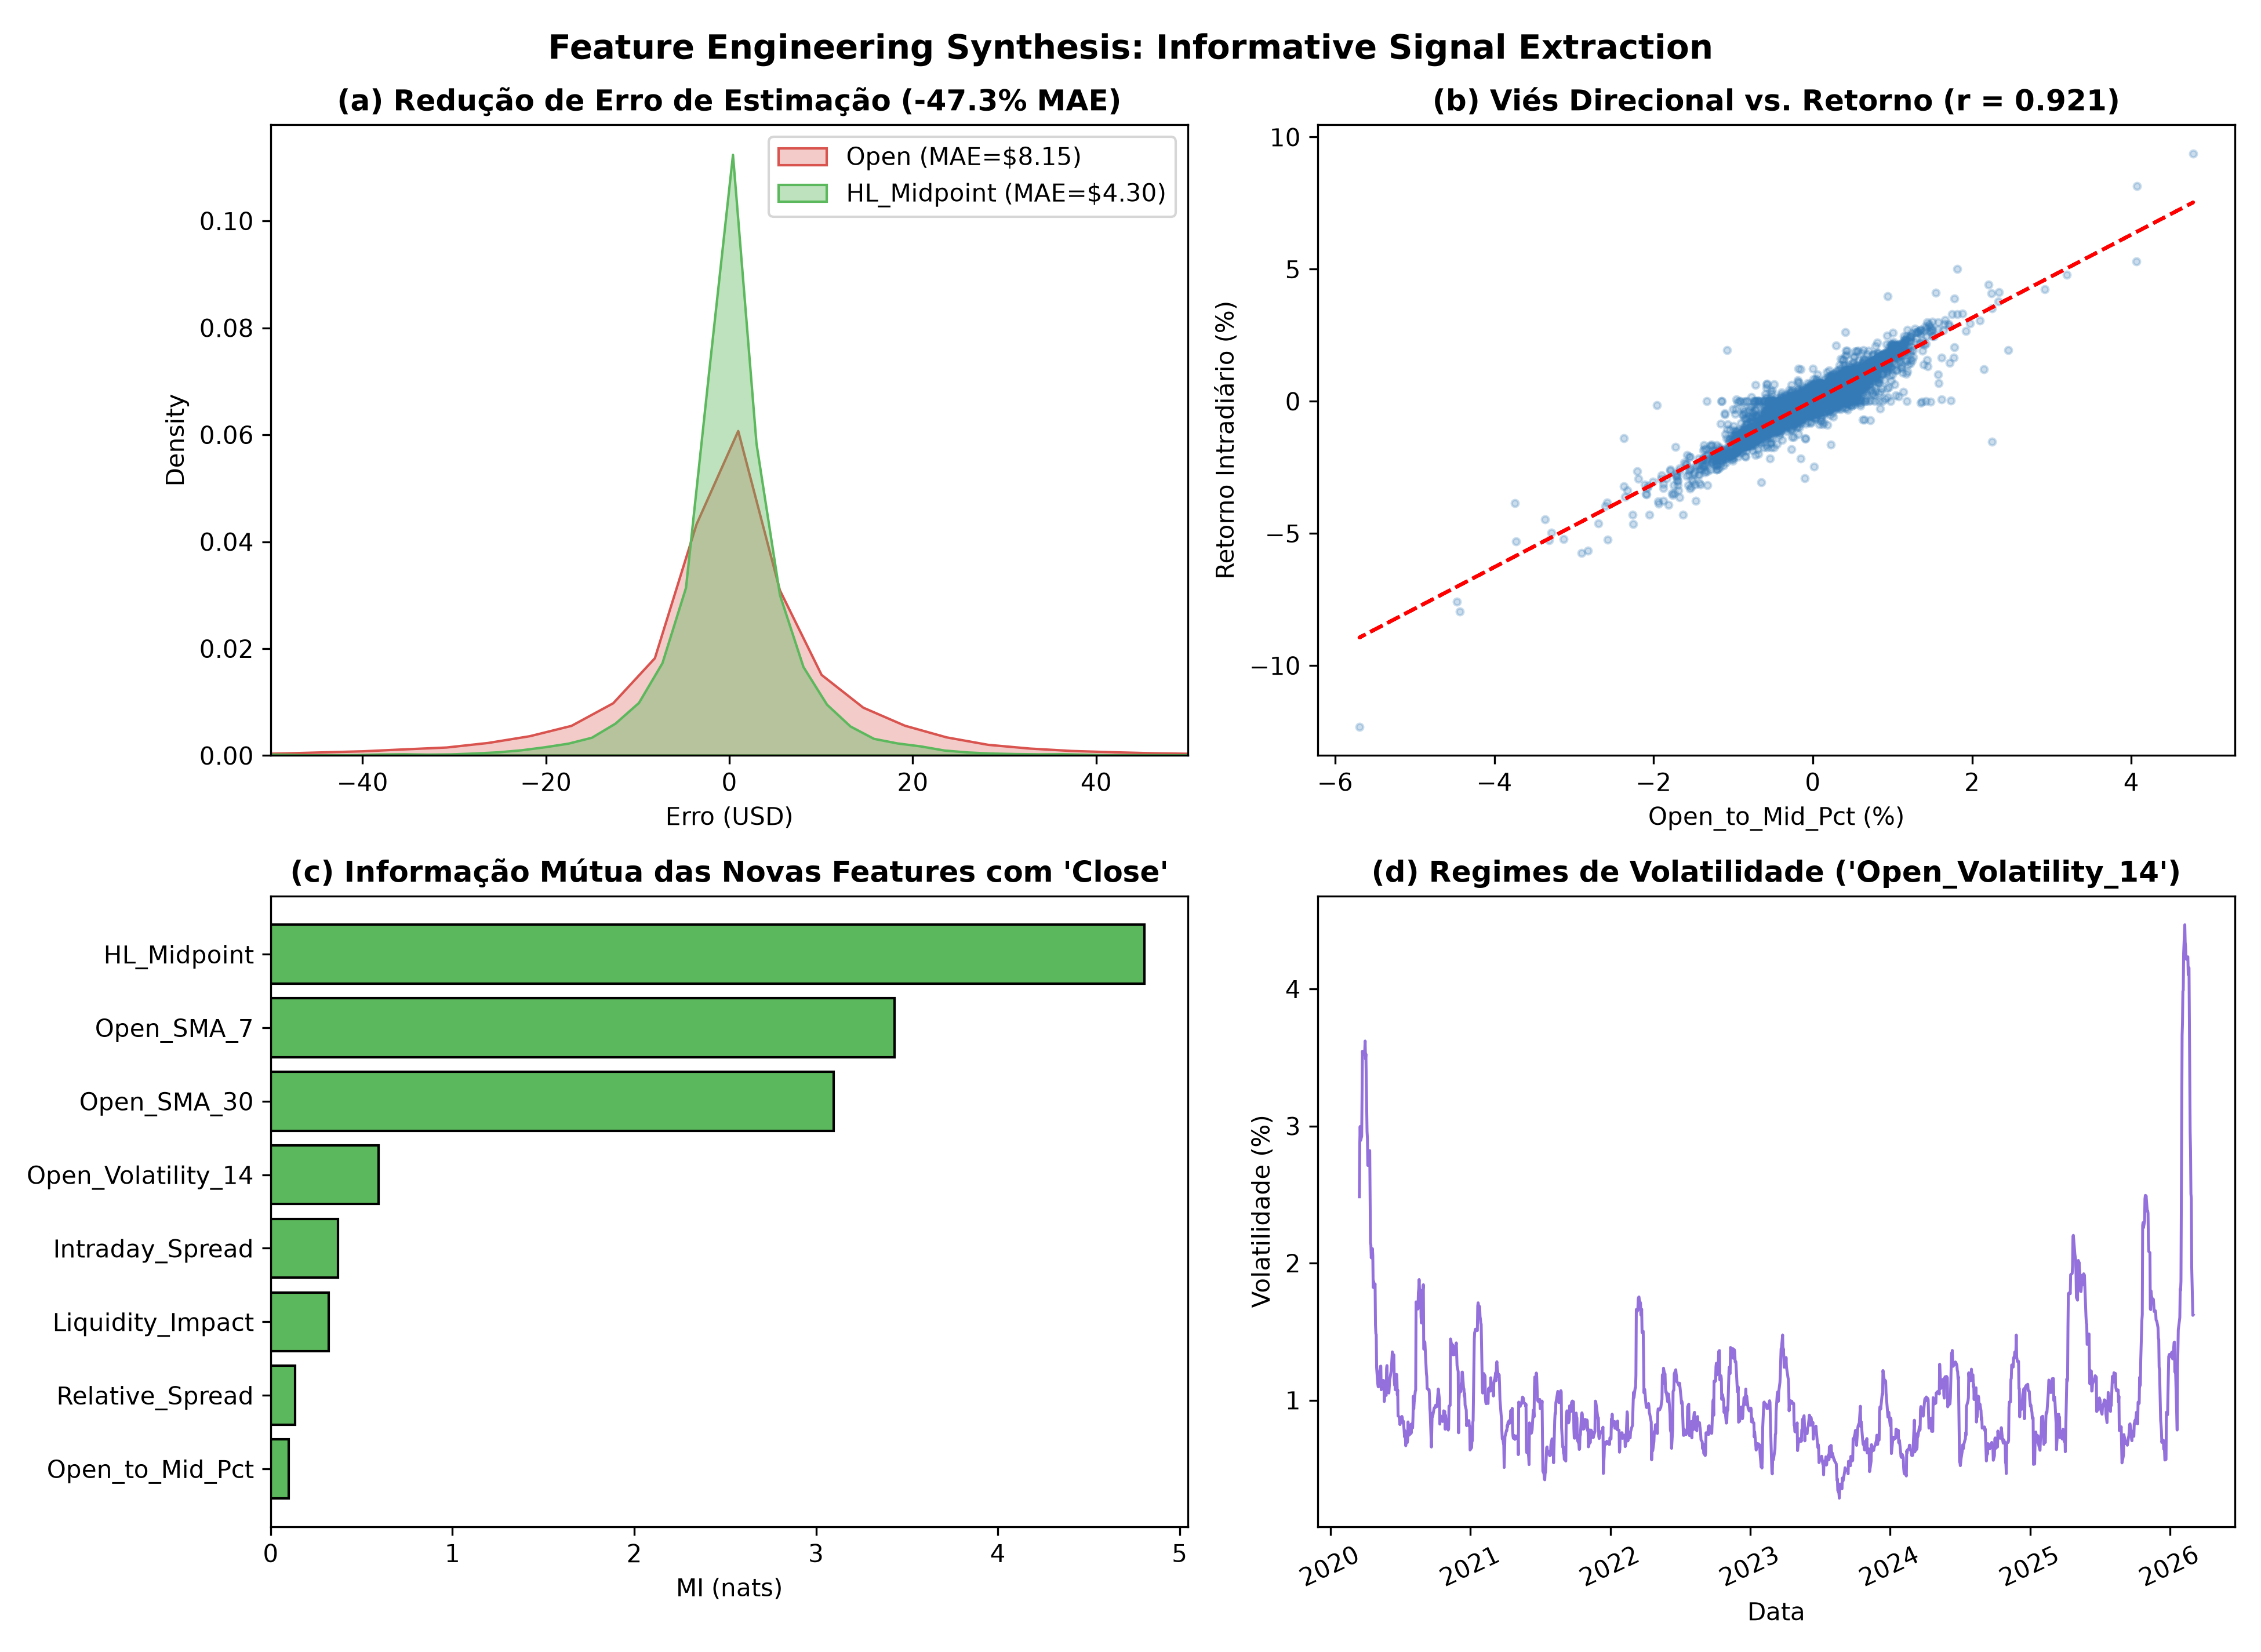 Feature Engineering Synthesis: Informative Signal Extraction
(a) Redução de Erro de Estimação (-47.3% MAE)
Open (MAE=$8.15)
HL_Midpoint (MAE=$4.30)
Density
0.10
0.08
0.06
0.04
0.02
0.00
−40
−20
0
20
40
Erro (USD)
(b) Viés Direcional vs. Retorno (r = 0.921)
Retorno Intradiário (%)
10
5
0
−5
−10
−6
−4
−2
0
2
4
Open_to_Mid_Pct (%)
(c) Informação Mútua das Novas Features com 'Close'
HL_Midpoint
Open_SMA_7
Open_SMA_30
Open_Volatility_14
Intraday_Spread
Liquidity_Impact
Relative_Spread
Open_to_Mid_Pct
0
1
2
3
4
5
MI (nats)
(d) Regimes de Volatilidade ('Open_Volatility_14')
Volatilidade (%)
4
3
2
1
2020
2021
2022
2023
2024
2025
2026
Data